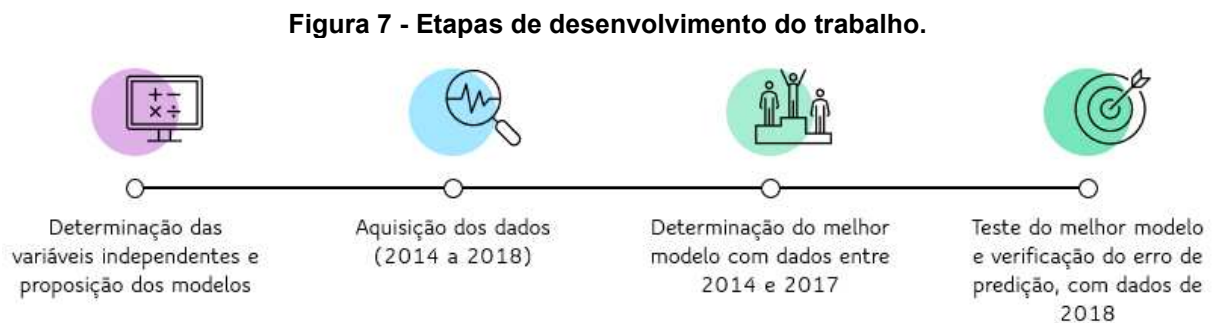 Figura 7 - Etapas de desenvolvimento do trabalho.
Determinação das
variáveis independentes e
proposição dos modelos
Aquisição dos dados
(2014 a 2018)
Determinação do melhor
modelo com dados entre
2014 e 2017
Teste do melhor modelo
e verificação do erro de
predição, com dados de
2018